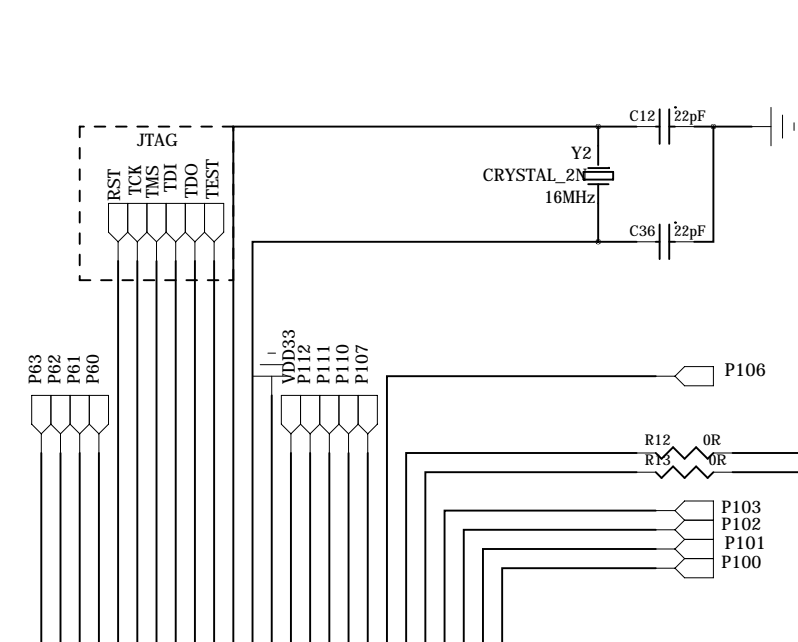 C12
22pF
JTAG
Y2
CRYSTAL_2N
16MHz
RST
TCK
TMS
TDI
TDO
TEST
C36
22pF
P63
P62
P61
P60
VDD33
P112
P111
P110
P107
P106
R12
0R
R13
0R
P103
P102
P101
P100